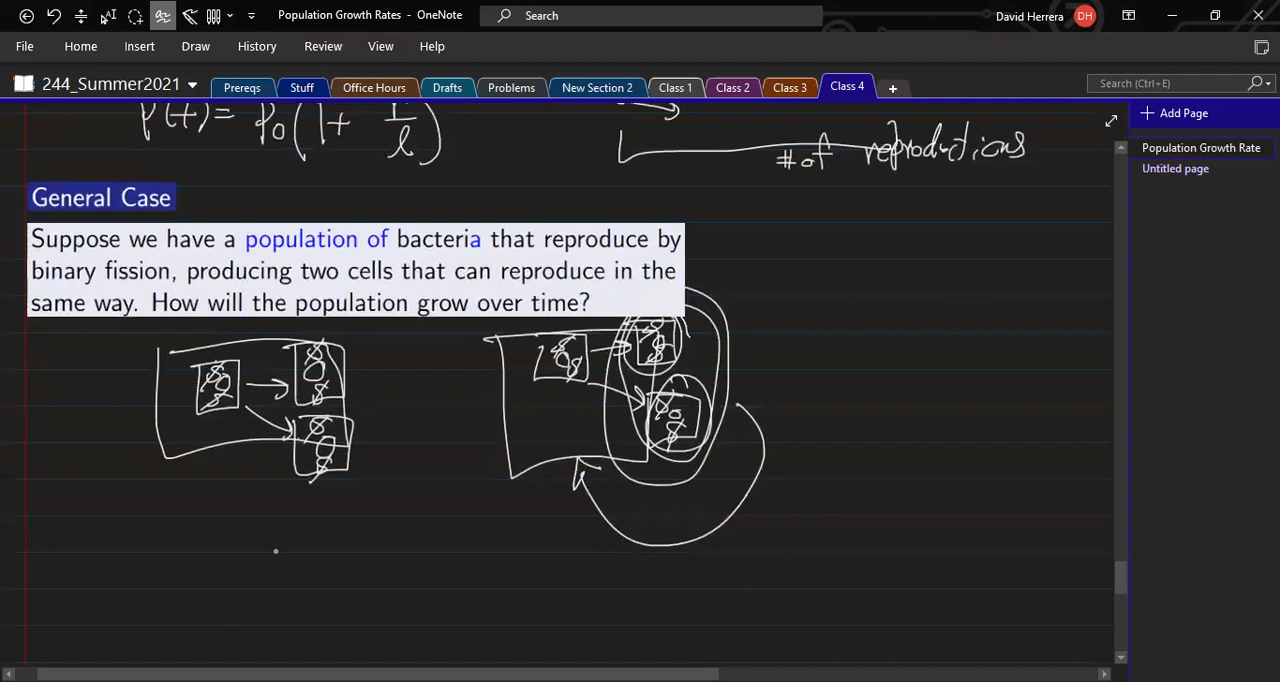 Population Growth Rates - OneNote
Search
David Herrera
DH
File Home Insert Draw History Review View Help
244_Summer2021
Prereqs Stuff Office Hours Drafts Problems New Section 2 Class 1 Class 2 Class 3 Class 4
Search (Ctrl+E)
Add Page
Population Growth Rate
Untitled page
# of reproductions
General Case
Suppose we have a population of bacteria that reproduce by
binary fission, producing two cells that can reproduce in the
same way. How will the population grow over time?